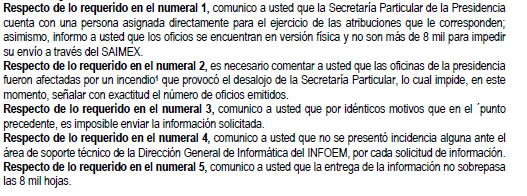 Respecto de lo requerido en el numeral 1, comunico a usted que la Secretaría Particular de la Presidencia
cuenta con una persona asignada directamente para el ejercicio de las atribuciones que le corresponden;
asimismo, informo a usted que los oficios se encuentran en versión física y no son más de 8 mil para impedir
su envío a través del SAIMEX.
Respecto de lo requerido en el numeral 2, es necesario comentar a usted que las oficinas de la presidencia
fueron afectadas por un incendio¹ que provocó el desalojo de la Secretaría Particular, lo cual impide, en este
momento, señalar con exactitud el número de oficios emitidos.
Respecto de lo requerido en el numeral 3, comunico a usted que por idénticos motivos que en el ´punto
precedente, es imposible enviar la información solicitada.
Respecto de lo requerido en el numeral 4, comunico a usted que no se presentó incidencia alguna ante el
área de soporte técnico de la Dirección General de Informática del INFOEM, por cada solicitud de información.
Respecto de lo requerido en el numeral 5, comunico a usted que la entrega de la información no sobrepasa
las 8 mil hojas.